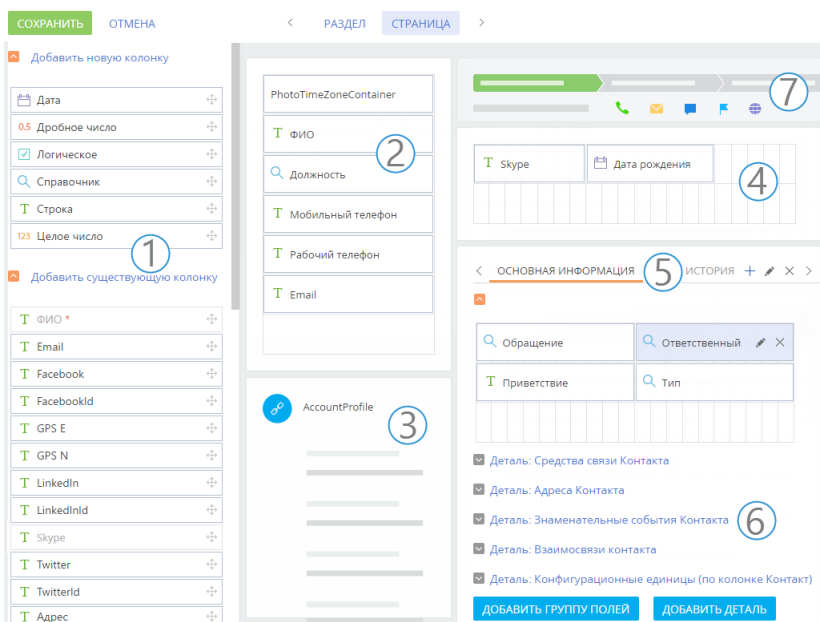 СОХРАНИТЬ ОТМЕНА РАЗДЕЛ СТРАНИЦА
Добавить новую колонку
Дата
0.5 Дробное число
Логическое
Справочник
T Строка
123 Целое число
1
Добавить существующую колонку
T ФИО *
T Email
T Facebook
T FacebookId
T GPS E
T GPS N
T LinkedIn
T LinkedInId
T Skype
T Twitter
T TwitterId
T Адрес
PhotoTimeZoneContainer
T ФИО
2
Должность
T Мобильный телефон
T Рабочий телефон
T Email
AccountProfile
3
7
T Skype Дата рождения
4
ОСНОВНАЯ ИНФОРМАЦИЯ 5 ИСТОРИЯ
Обращение Ответственный
T Приветствие Тип
Деталь: Средства связи Контакта
Деталь: Адреса Контакта
Деталь: Знаменательные события Контакта 6
Деталь: Взаимосвязи контакта
Деталь: Конфигурационные единицы (по колонке Контакт)
ДОБАВИТЬ ГРУППУ ПОЛЕЙ ДОБАВИТЬ ДЕТАЛЬ